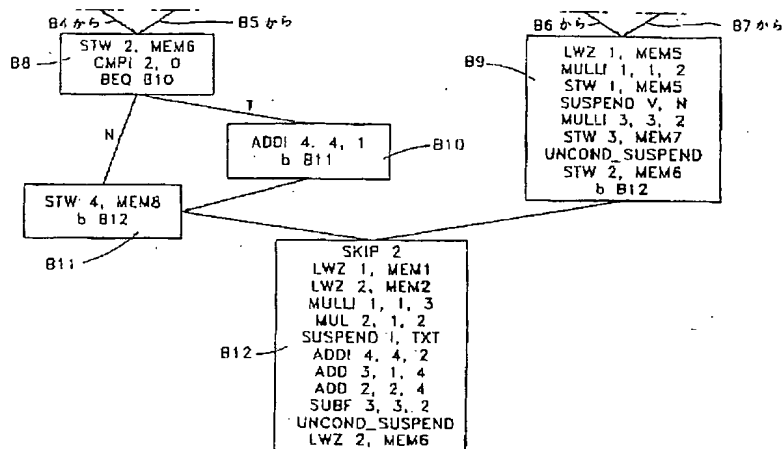 B4から
B5から
B8
STW 2, MEM6
CMPI 2, 0
BEQ B10
N
T
ADDI 4, 4, 1
b B11
B10
STW 4, MEM8
b B12
B11
B6から
B7から
B9
LWZ 1, MEM5
MULLI 1, 1, 2
STW 1, MEM5
SUSPEND V, N
MULLI 3, 3, 2
STW 3, MEM7
UNCOND_SUSPEND
STW 2, MEM6
b B12
B12
SKIP 2
LWZ 1, MEM1
LWZ 2, MEM2
MULLI 1, 1, 3
MUL 2, 1, 2
SUSPEND I, TXT
ADDI 4, 4, 2
ADD 3, 1, 4
ADD 2, 2, 4
SUBF 3, 3, 2
UNCOND_SUSPEND
LWZ 2, MEM6